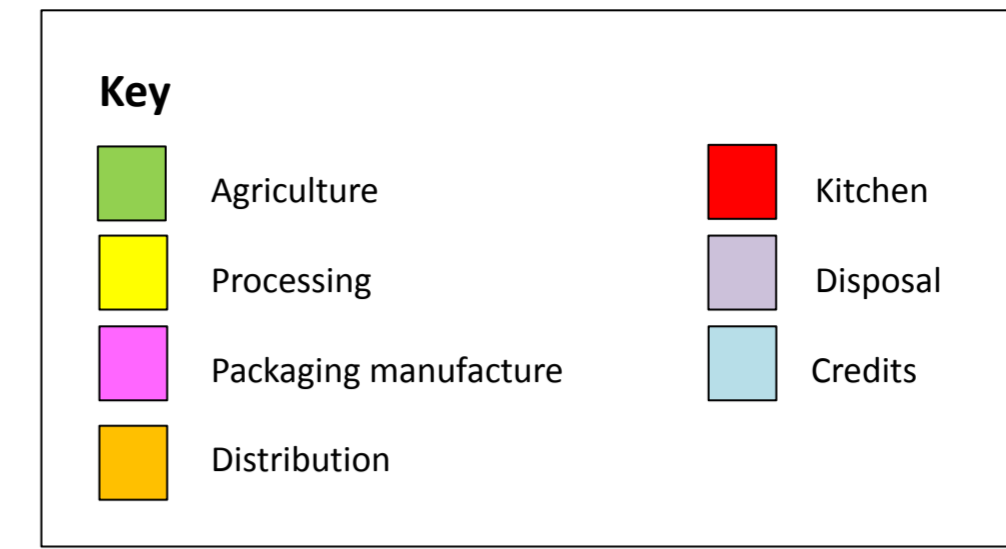 Key
Agriculture
Processing
Packaging manufacture
Distribution
Kitchen
Disposal
Credits